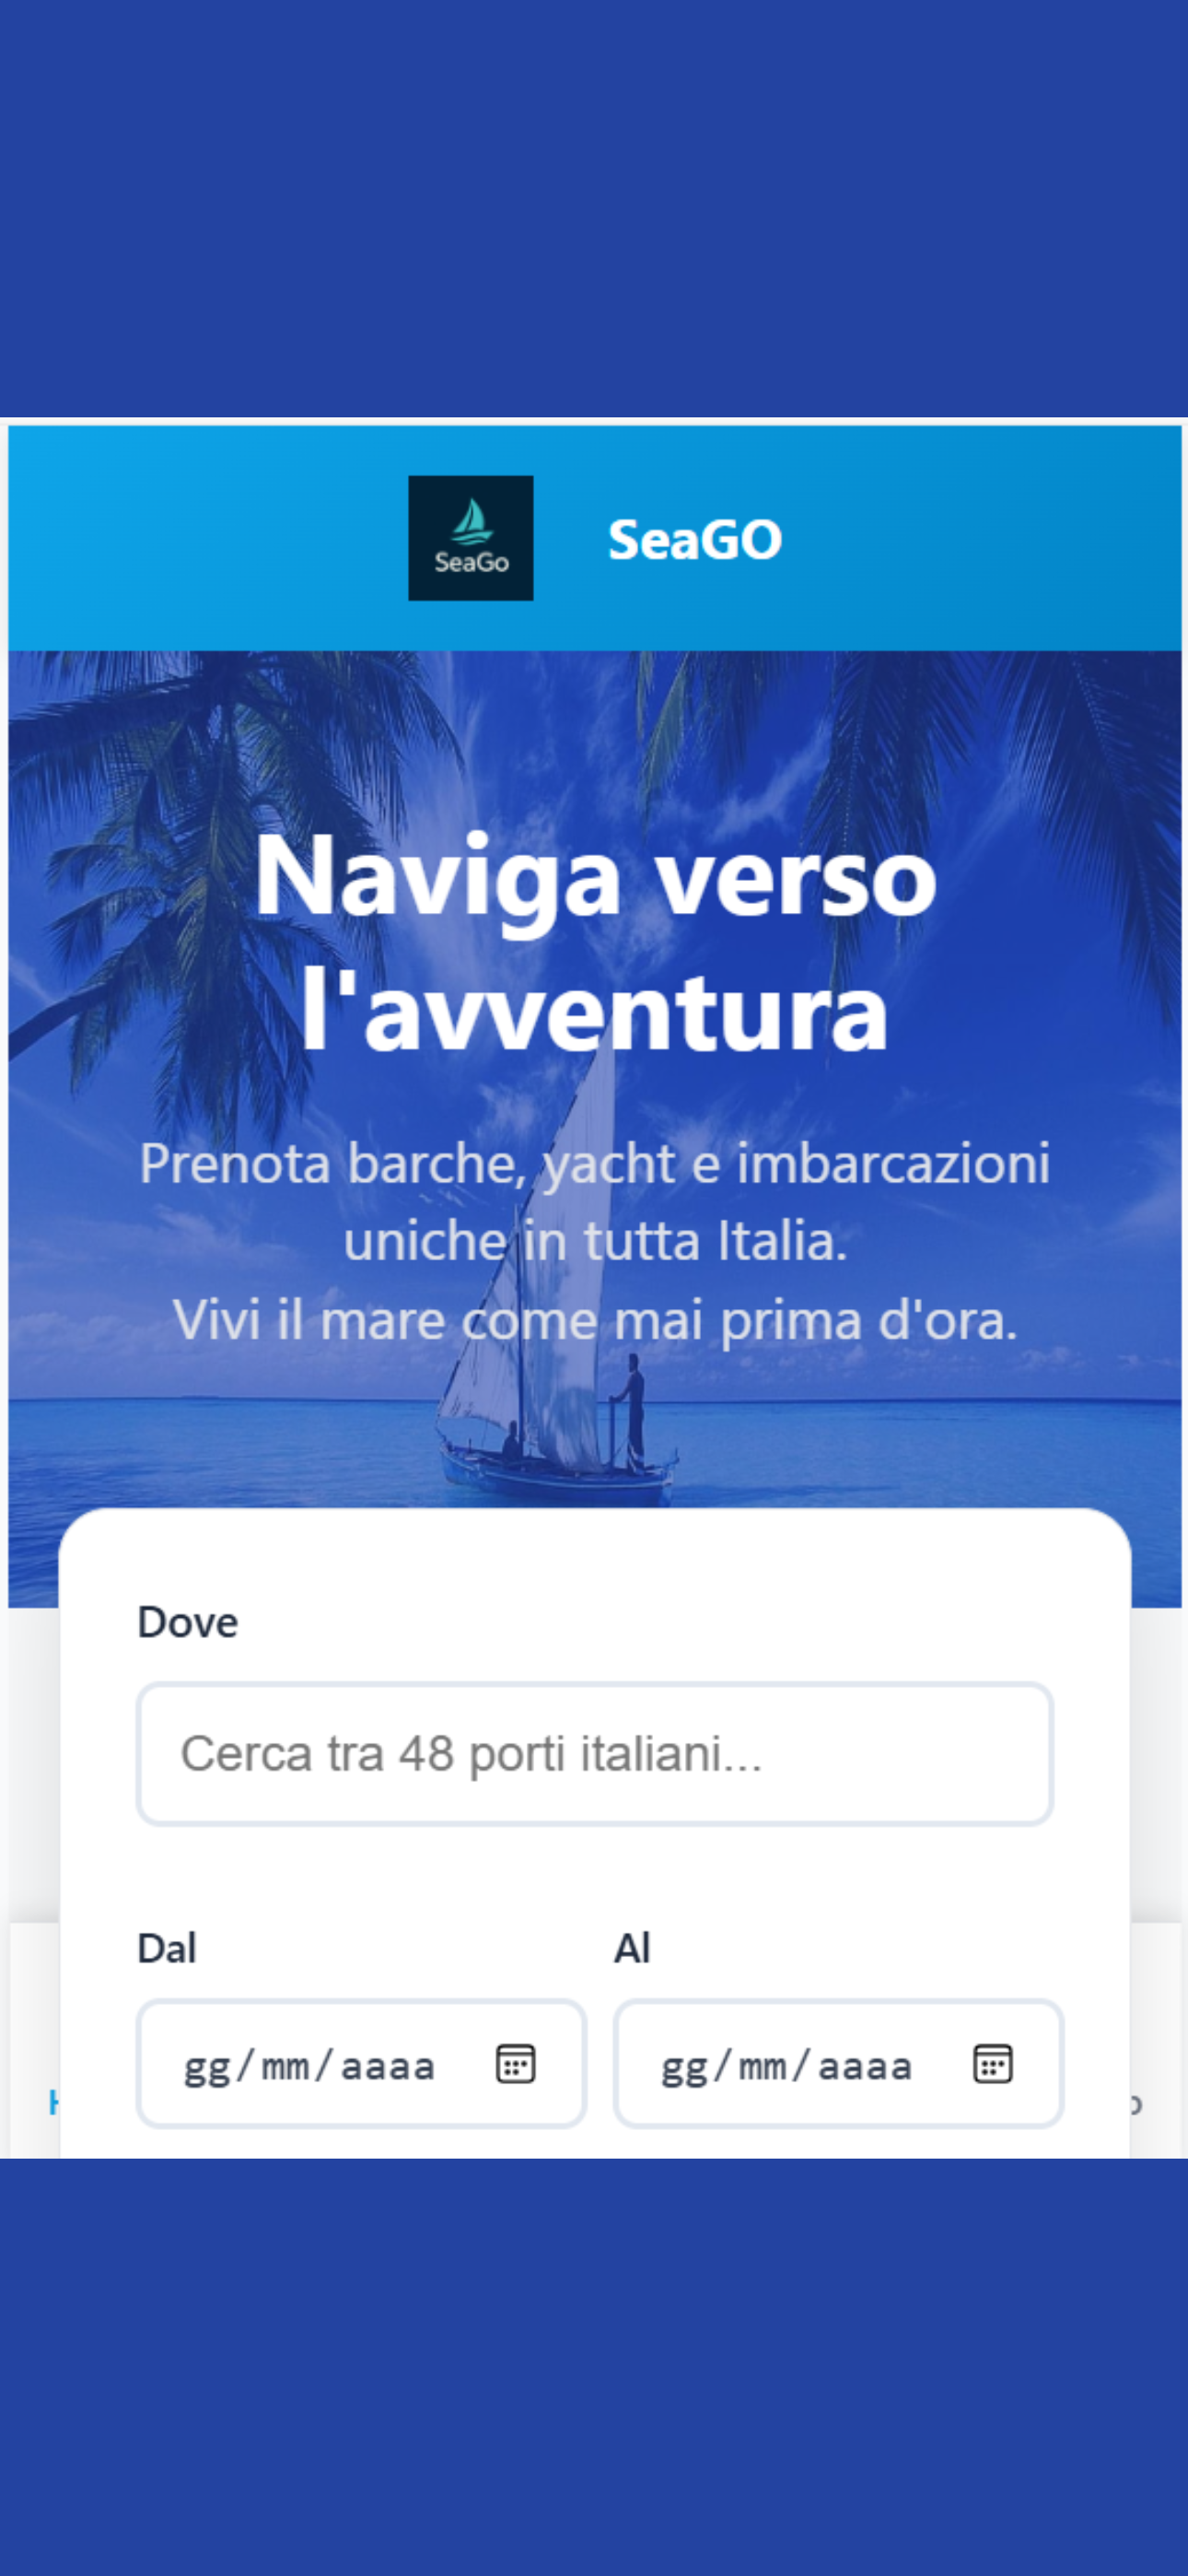 SeaGo
SeaGO
Naviga verso
l'avventura
Prenota barche, yacht e imbarcazioni
uniche in tutta Italia.
Vivi il mare come mai prima d'ora.
Dove
Cerca tra 48 porti italiani...
Dal
Al
gg/mm/aaaa
gg/mm/aaaa